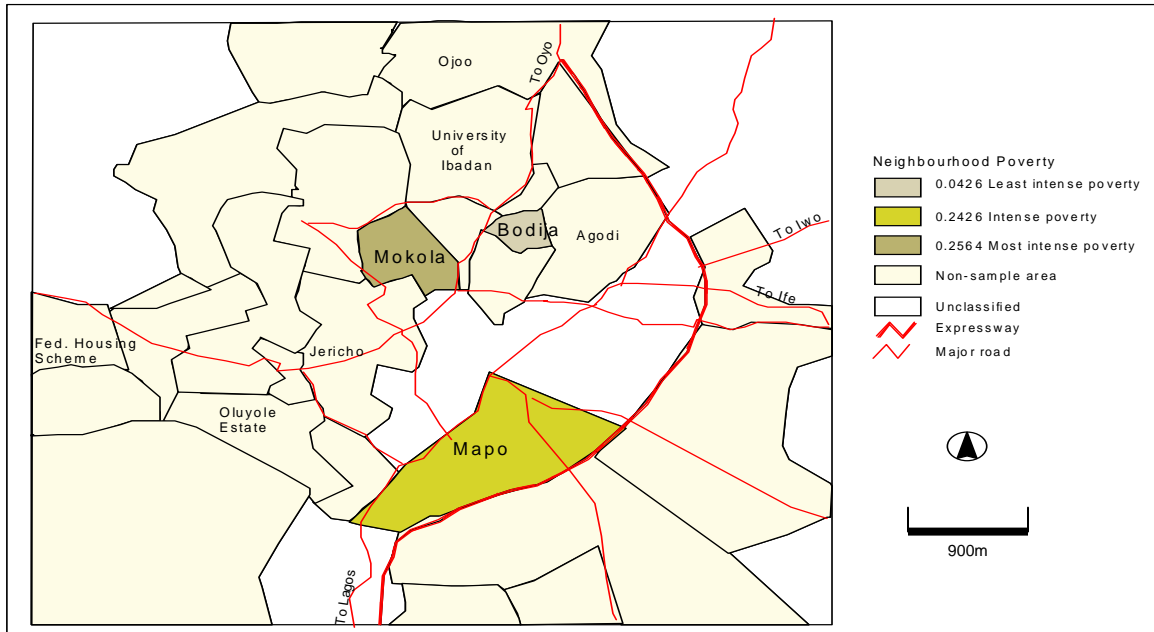 Ojoo
To Oyo
University
of
Ibadan
Bodija
Agodi
Mokola
To Iwo
To Ife
Fed. Housing
Scheme
Jericho
Oluyole
Estate
Mapo
To Lagos
Neighbourhood Poverty
0.0426 Least intense poverty
0.2426 Intense poverty
0.2564 Most intense poverty
Non-sample area
Unclassified
Expressway
Major road
900m